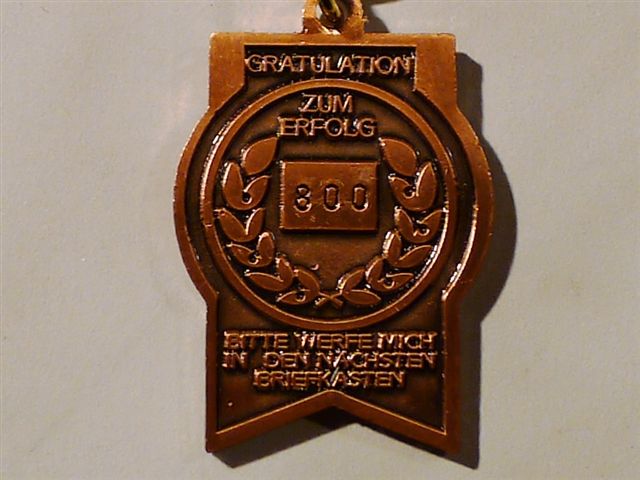 GRATULATION
ZUM
ERFOLG
800
BITTE WERFE MICH
IN DEN NÄCHSTEN
BRIEFKASTEN